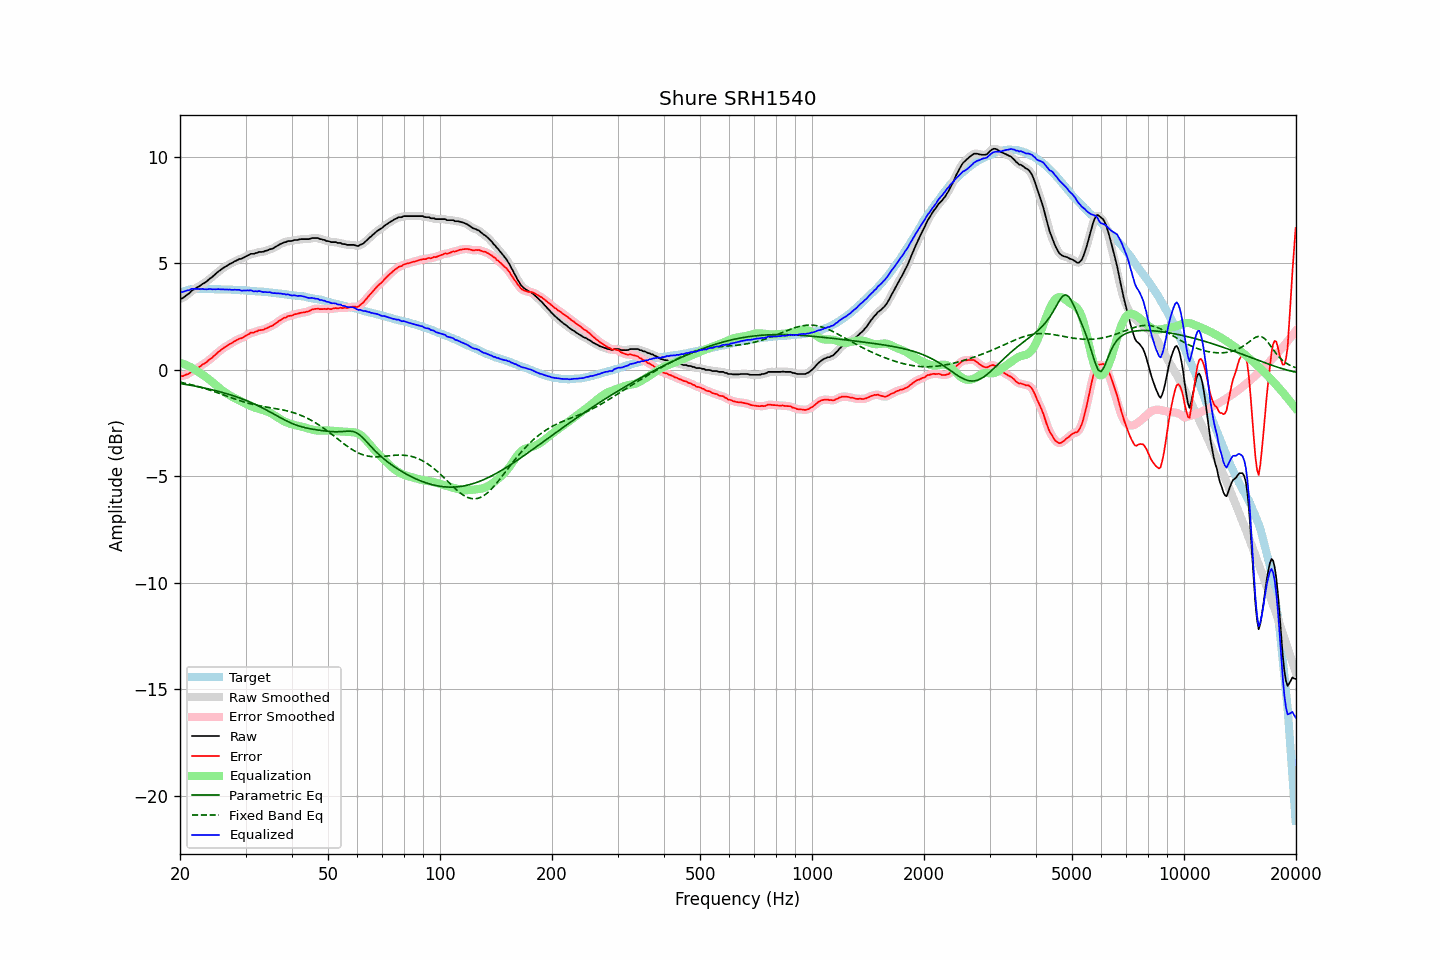 Shure SRH1540
Amplitude (dBr)
10
5
0
−5
−10
−15
−20
Target
Raw Smoothed
Error Smoothed
Raw
Error
Equalization
Parametric Eq
Fixed Band Eq
Equalized
20 50 100 200 500 1000 2000 5000 10000 20000
Frequency (Hz)